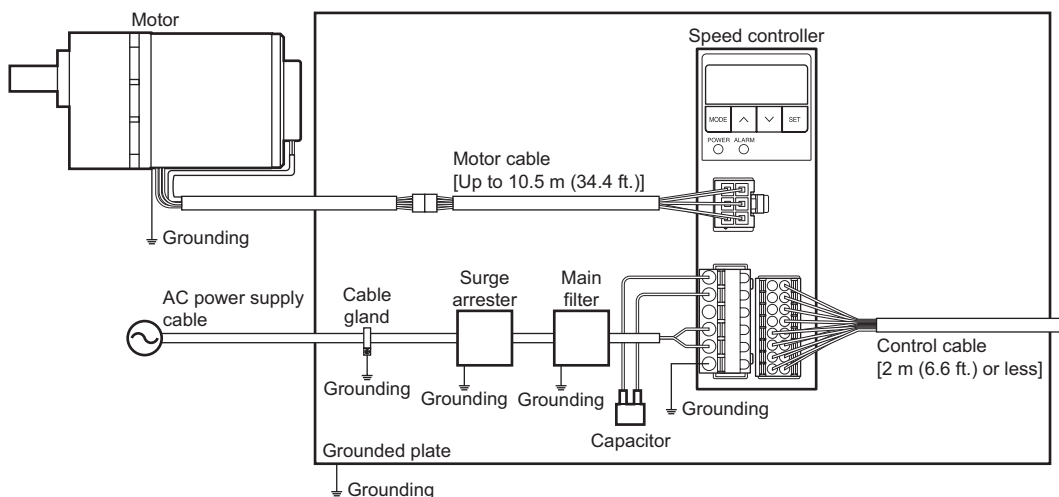 Motor
Speed controller
MODE
SET
POWER ALARM
Motor cable
[Up to 10.5 m (34.4 ft.)]
Grounding
AC power supply
cable
Cable
gland
Surge
arrester
Main
filter
Grounding
Grounding
Grounding
Grounding
Capacitor
Control cable
[2 m (6.6 ft.) or less]
Grounded plate
Grounding